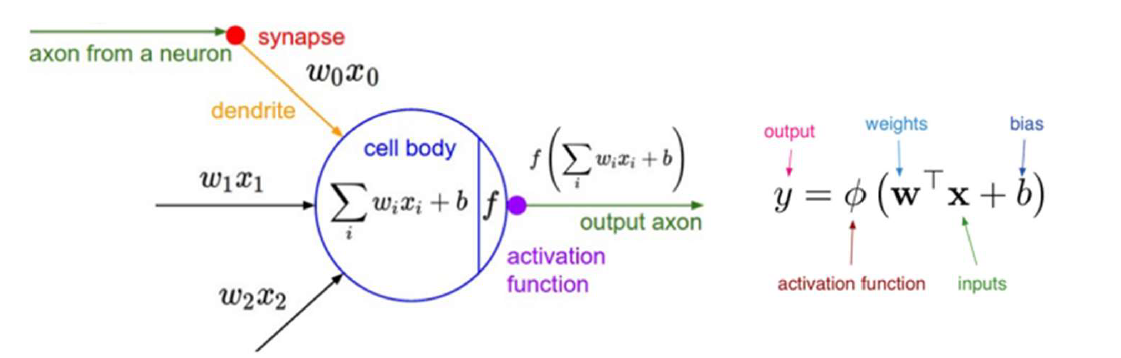 axon from a neuron
synapse
w₀x₀
dendrite
cell body
w₁x₁
∑ᵢ wᵢxᵢ + b
f
f(∑ᵢ wᵢxᵢ + b)
output axon
activation
function
w₂x₂
output
weights
bias
y = ϕ (w⊤x + b)
activation function
inputs